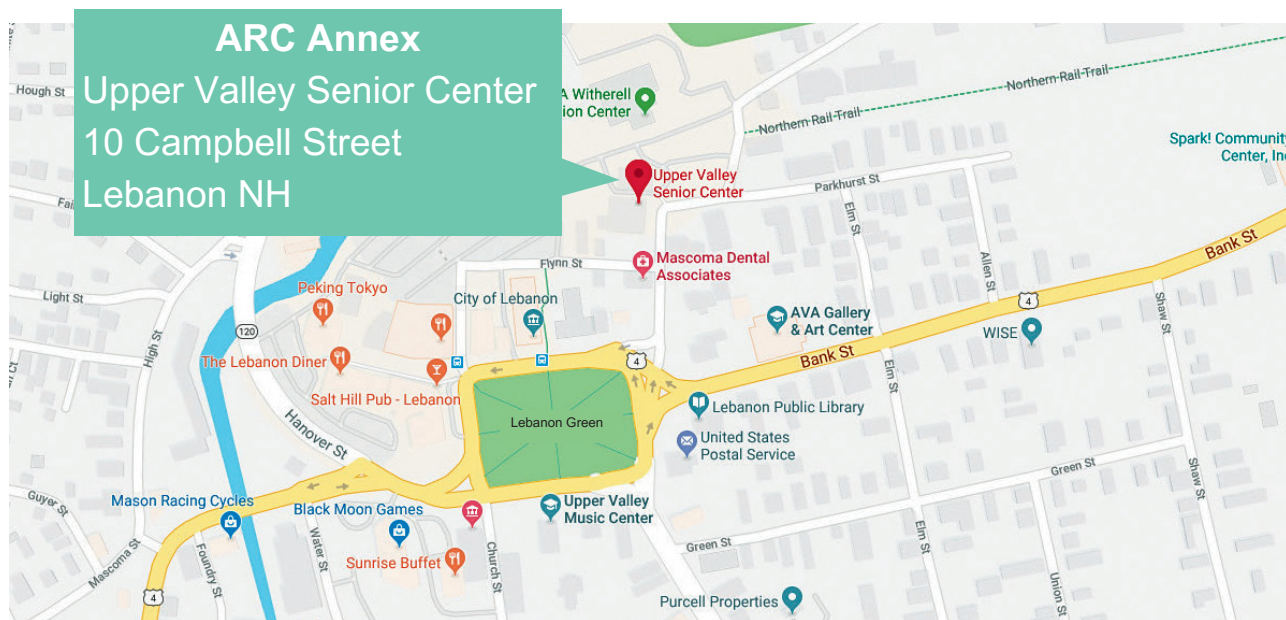 ARC Annex
Upper Valley Senior Center
10 Campbell Street
Lebanon NH
Hough St
A Witherell
ion Center
Northern Rail-Trail
Northern Rail-Trail
Spark! Community
Center, In
Upper Valley
Senior Center
Parkhurst St
Elm St
Allen St
Bank St
Fai
Flynn St
Mascoma Dental
Associates
Light St
High St
Peking Tokyo
City of Lebanon
AVA Gallery
& Art Center
4
Shaw St
WISE
120
The Lebanon Diner
4
Bank St
Elm St
Salt Hill Pub - Lebanon
Lebanon Public Library
Lebanon Green
Hanover St
United States
Postal Service
Green St
Shaw St
Guyer St
Mason Racing Cycles
Black Moon Games
Upper Valley
Music Center
Mascoma St
Foundry St
Water St
Sunrise Buffet
Church St
Green St
Elm St
Union St
4
Purcell Properties